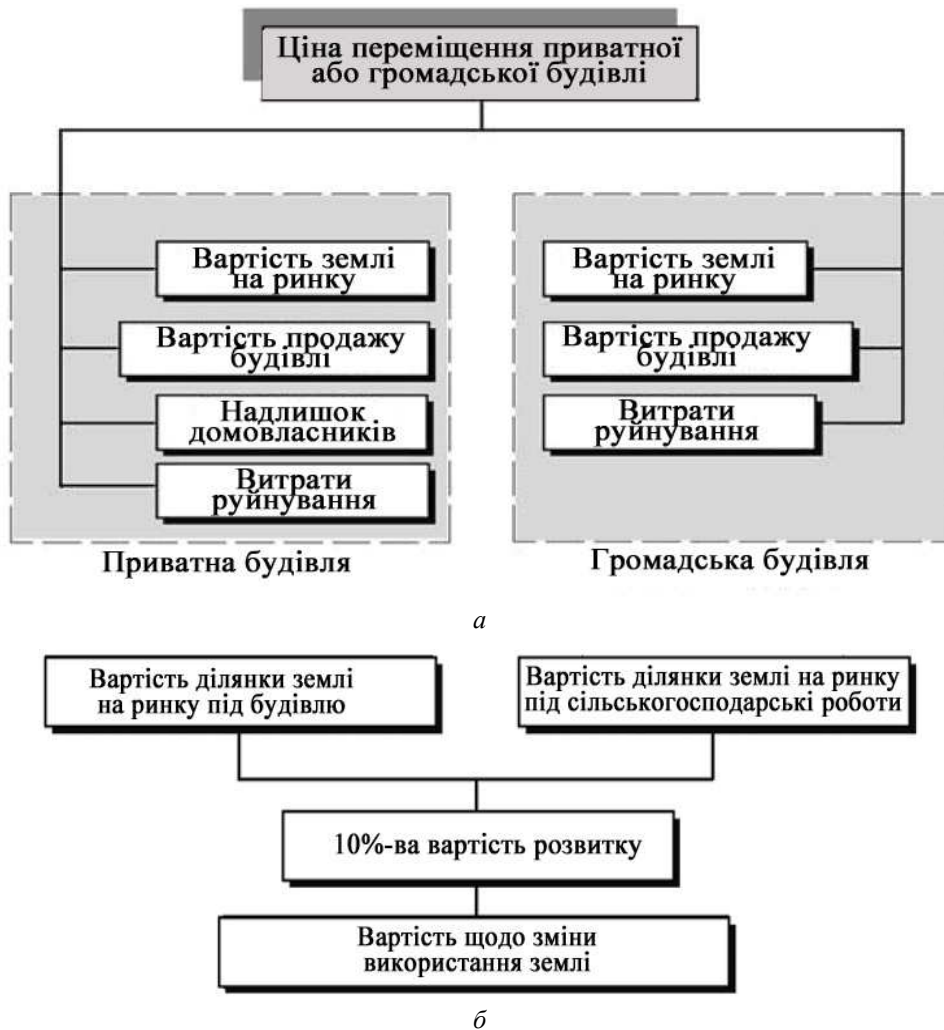 Ціна переміщення приватної
або громадської будівлі
Вартість землі
на ринку
Вартість продажу
будівлі
Надлишок
домовласників
Витрати
руйнування
Приватна будівля
Вартість землі
на ринку
Вартість продажу
будівлі
Витрати
руйнування
Громадська будівля
а
Вартість ділянки землі
на ринку під будівлю
Вартість ділянки землі на ринку
під сільськогосподарські роботи
10%-ва вартість розвитку
Вартість щодо зміни
використання землі
б